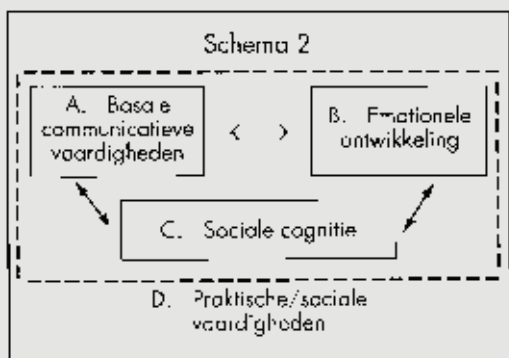 Schema 2
A. Basale
communicatieve
vaardigheden
< >
B. Emotionele
ontwikkeling
C. Sociale cognitie
D. Praktische/sociale
vaardigheden